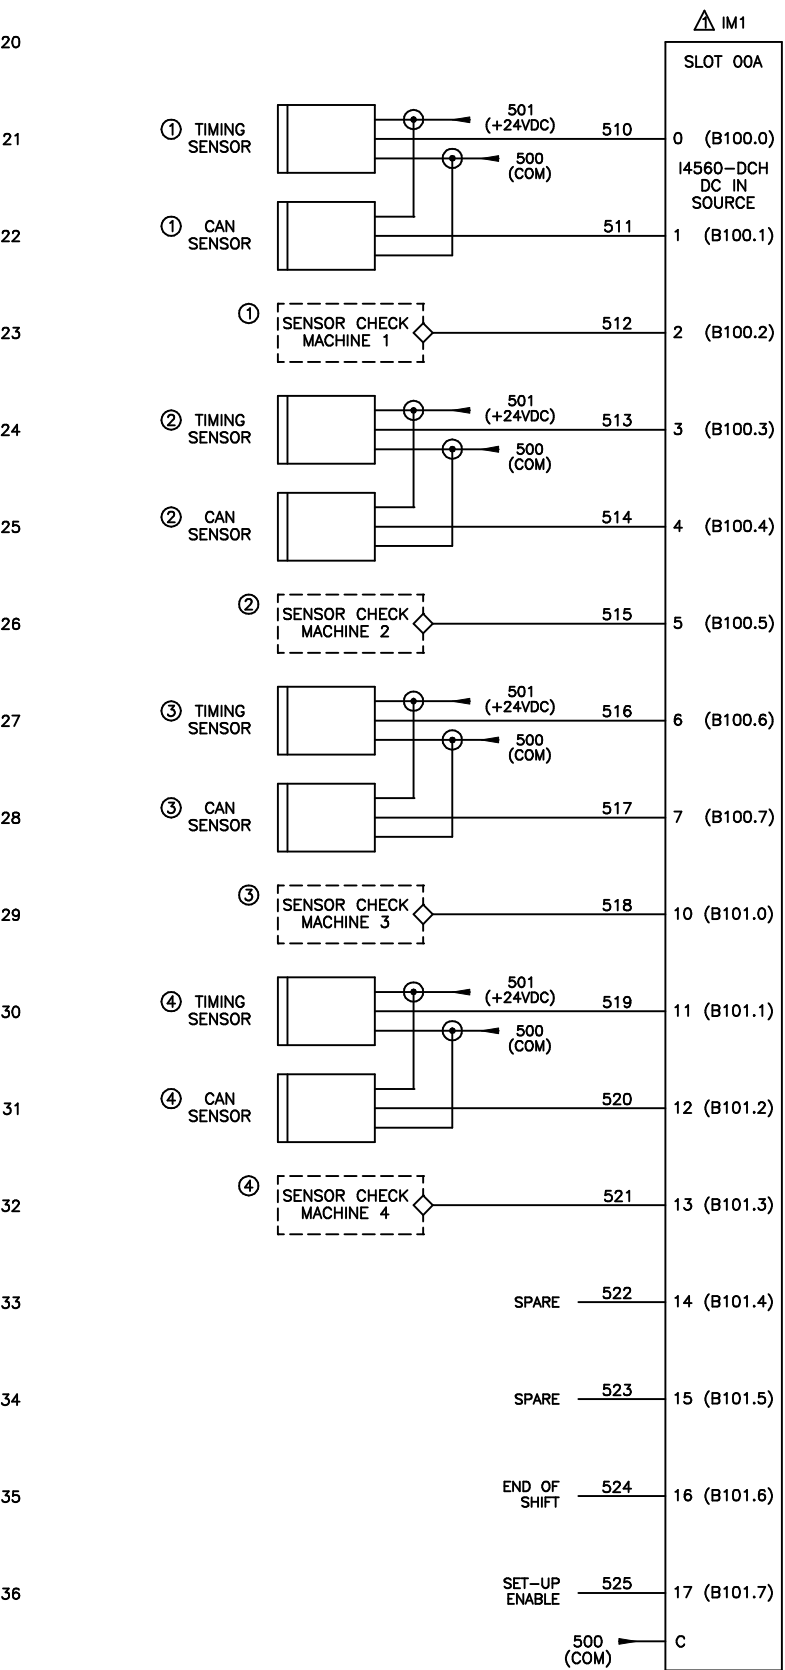 1 IM1
20
SLOT 00A
21
① TIMING
SENSOR
501
(+24VDC)
500
(COM)
510
0 (B100.0)
I4560-DCH
DC IN
SOURCE
22
① CAN
SENSOR
511
1 (B100.1)
23
①
SENSOR CHECK
MACHINE 1
512
2 (B100.2)
24
② TIMING
SENSOR
501
(+24VDC)
500
(COM)
513
3 (B100.3)
25
② CAN
SENSOR
514
4 (B100.4)
26
②
SENSOR CHECK
MACHINE 2
515
5 (B100.5)
27
③ TIMING
SENSOR
501
(+24VDC)
500
(COM)
516
6 (B100.6)
28
③ CAN
SENSOR
517
7 (B100.7)
29
③
SENSOR CHECK
MACHINE 3
518
10 (B101.0)
30
④ TIMING
SENSOR
501
(+24VDC)
500
(COM)
519
11 (B101.1)
31
④ CAN
SENSOR
520
12 (B101.2)
32
④
SENSOR CHECK
MACHINE 4
521
13 (B101.3)
33
SPARE
522
14 (B101.4)
34
SPARE
523
15 (B101.5)
35
END OF
SHIFT
524
16 (B101.6)
36
SET-UP
ENABLE
525
17 (B101.7)
500
(COM)
C